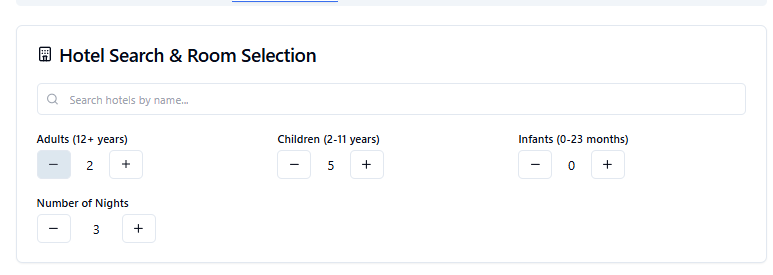 Hotel Search & Room Selection
Search hotels by name...
Adults (12+ years) Children (2-11 years) Infants (0-23 months)
− 2 + − 5 + − 0 +
Number of Nights
− 3 +